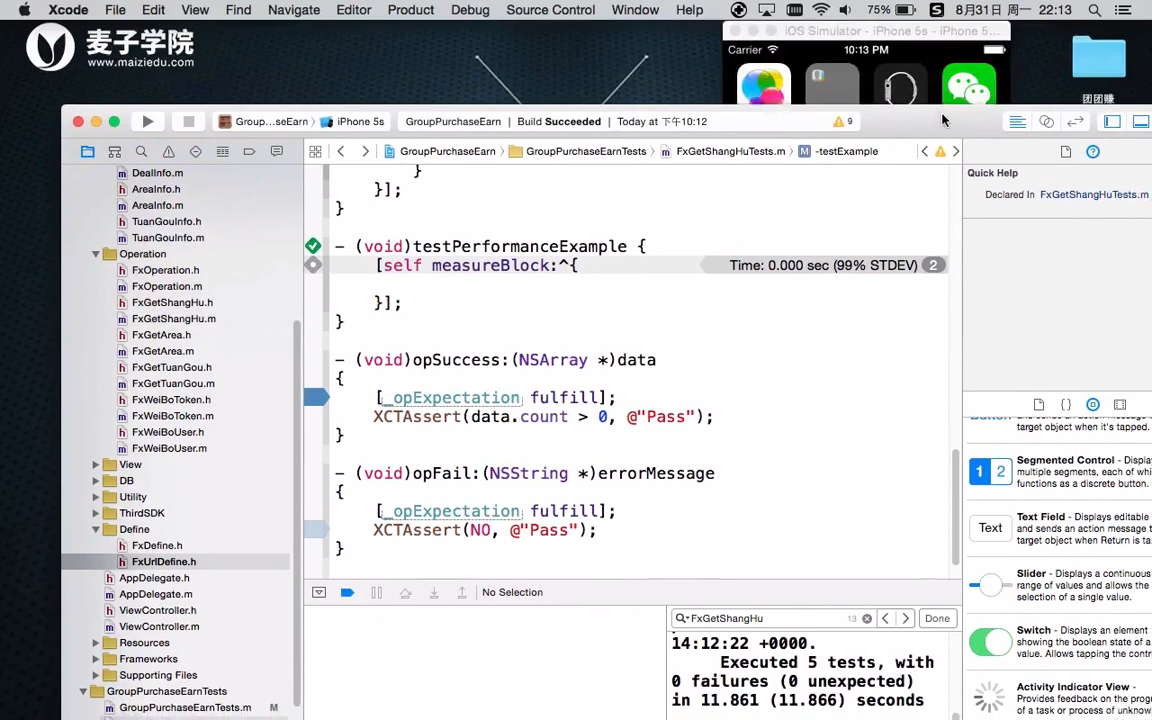 Xcode File Edit View Find Navigate Editor Product Debug Source Control Window Help 75% S 8月31日 周一 22:13
麦子学院
www.maiziedu.com
iOS Simulator - iPhone 5s - iPhone 5...
Carrier 10:13 PM
团团赚
Group...seEarn iPhone 5s GroupPurchaseEarn Build Succeeded Today at 下午10:12 9
GroupPurchaseEarn GroupPurchaseEarnTests FxGetShangHuTests.m M -testExample
Quick Help
Declared In FxGetShangHuTests.m
DealInfo.m
AreaInfo.h
AreaInfo.m
TuanGouInfo.h
TuanGouInfo.m
Operation
FxOperation.h
FxOperation.m
FxGetShangHu.h
FxGetShangHu.m
FxGetArea.h
FxGetArea.m
FxGetTuanGou.h
FxGetTuanGou.m
FxWeiBoToken.h
FxWeiBoToken.m
FxWeiBoUser.h
FxWeiBoUser.m
View
DB
Utility
ThirdSDK
Define
FxDefine.h
FxUrlDefine.h
AppDelegate.h
AppDelegate.m
ViewController.h
ViewController.m
Resources
Frameworks
Supporting Files
GroupPurchaseEarnTests
GroupPurchaseEarnTests.m M
}
}];
}
- (void)testPerformanceExample {
[self measureBlock:^{ Time: 0.000 sec (99% STDEV) 2
}];
}
- (void)opSuccess:(NSArray *)data
{
[_opExpectation fulfill];
XCTAssert(data.count > 0, @"Pass");
}
- (void)opFail:(NSString *)errorMessage
{
[_opExpectation fulfill];
XCTAssert(NO, @"Pass");
}
No Selection
FxGetShangHu 13 Done
14:12:22 +0000.
Executed 5 tests, with
0 failures (0 unexpected)
in 11.861 (11.866) seconds
target object when it's tapped.
Segmented Control - Display
multiple segments, each of whi
functions as a discrete button.
Text
Text Field - Displays editable
and sends an action message t
target object when Return is ta
Slider - Displays a continuous
range of values and allows the
selection of a single value.
Switch - Displays an element
showing the boolean state of a
value. Allows tapping the contr
Activity Indicator View -
Provides feedback on the prog
of a task or process of unknow